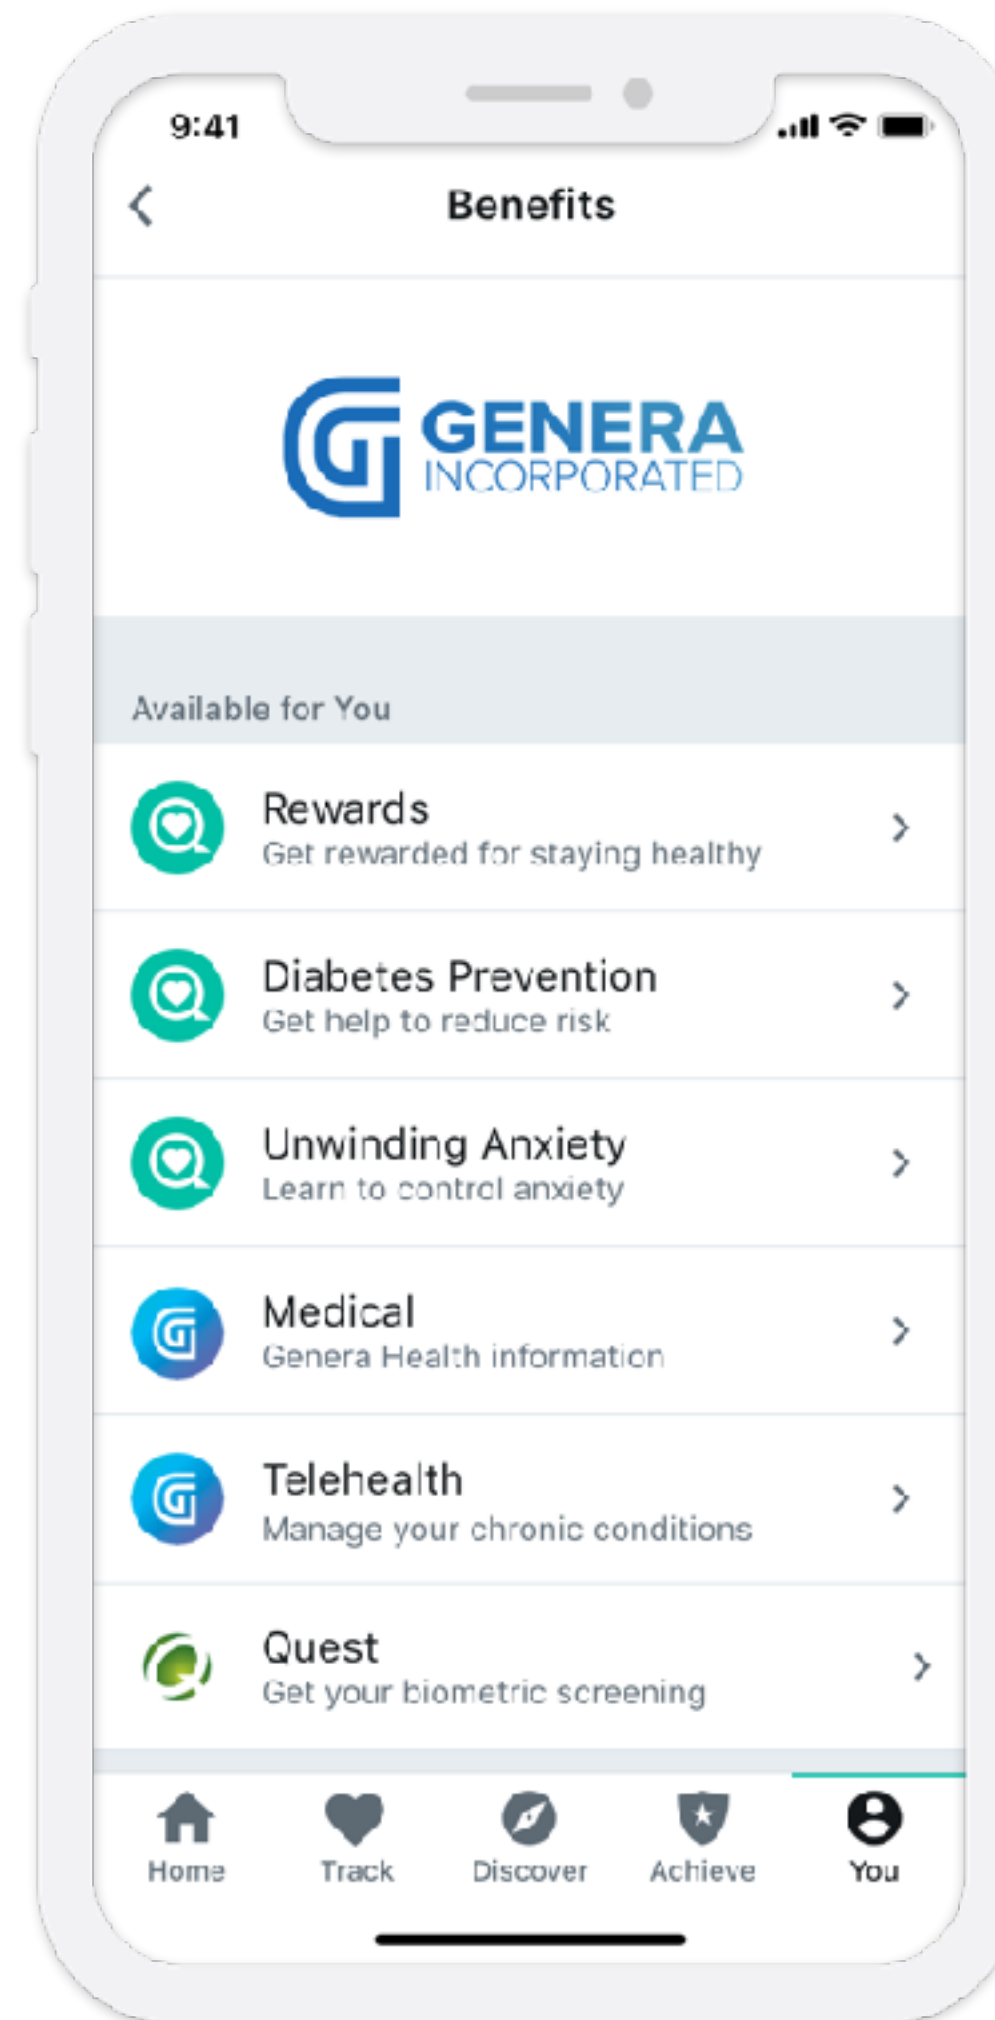 9:41
Benefits
GENERA
INCORPORATED
Available for You
Rewards
Get rewarded for staying healthy
Diabetes Prevention
Get help to reduce risk
Unwinding Anxiety
Learn to control anxiety
Medical
Genera Health information
Telehealth
Manage your chronic conditions
Quest
Get your biometric screening
Home Track Discover Achieve You